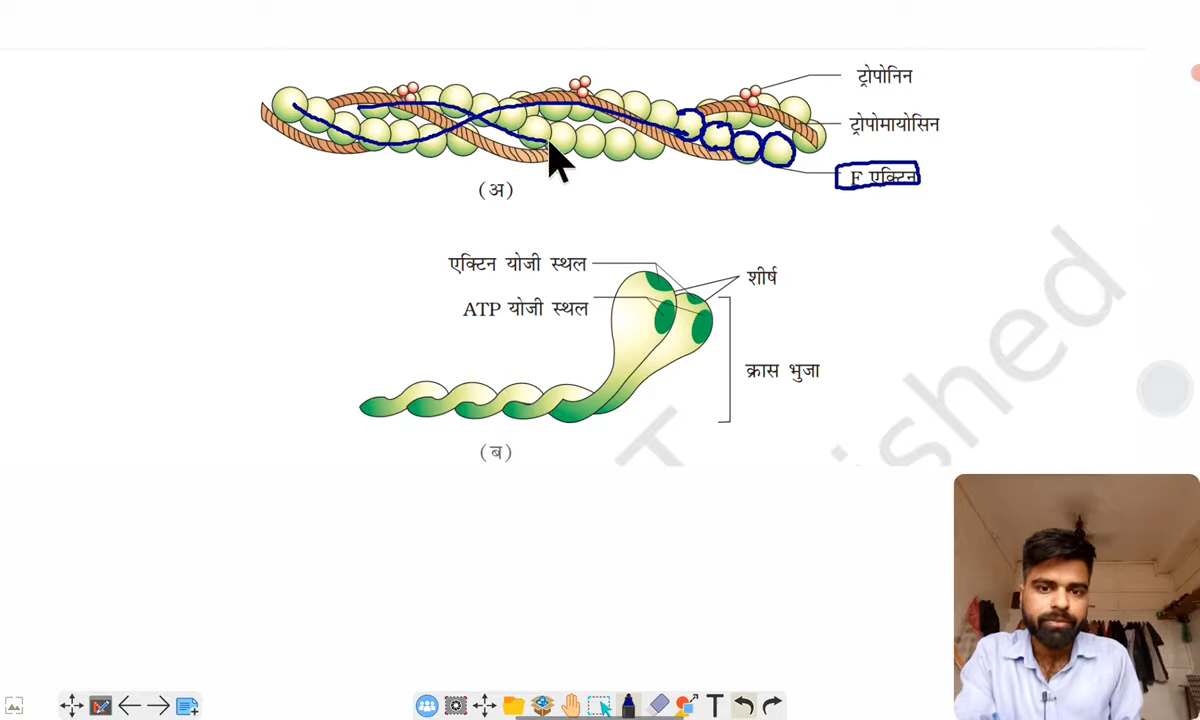 ट्रोपोनिन
ट्रोपोमायोसिन
F एक्टिन
(अ)
एक्टिन योजी स्थल
शीर्ष
ATP योजी स्थल
क्रास भुजा
(ब)
T